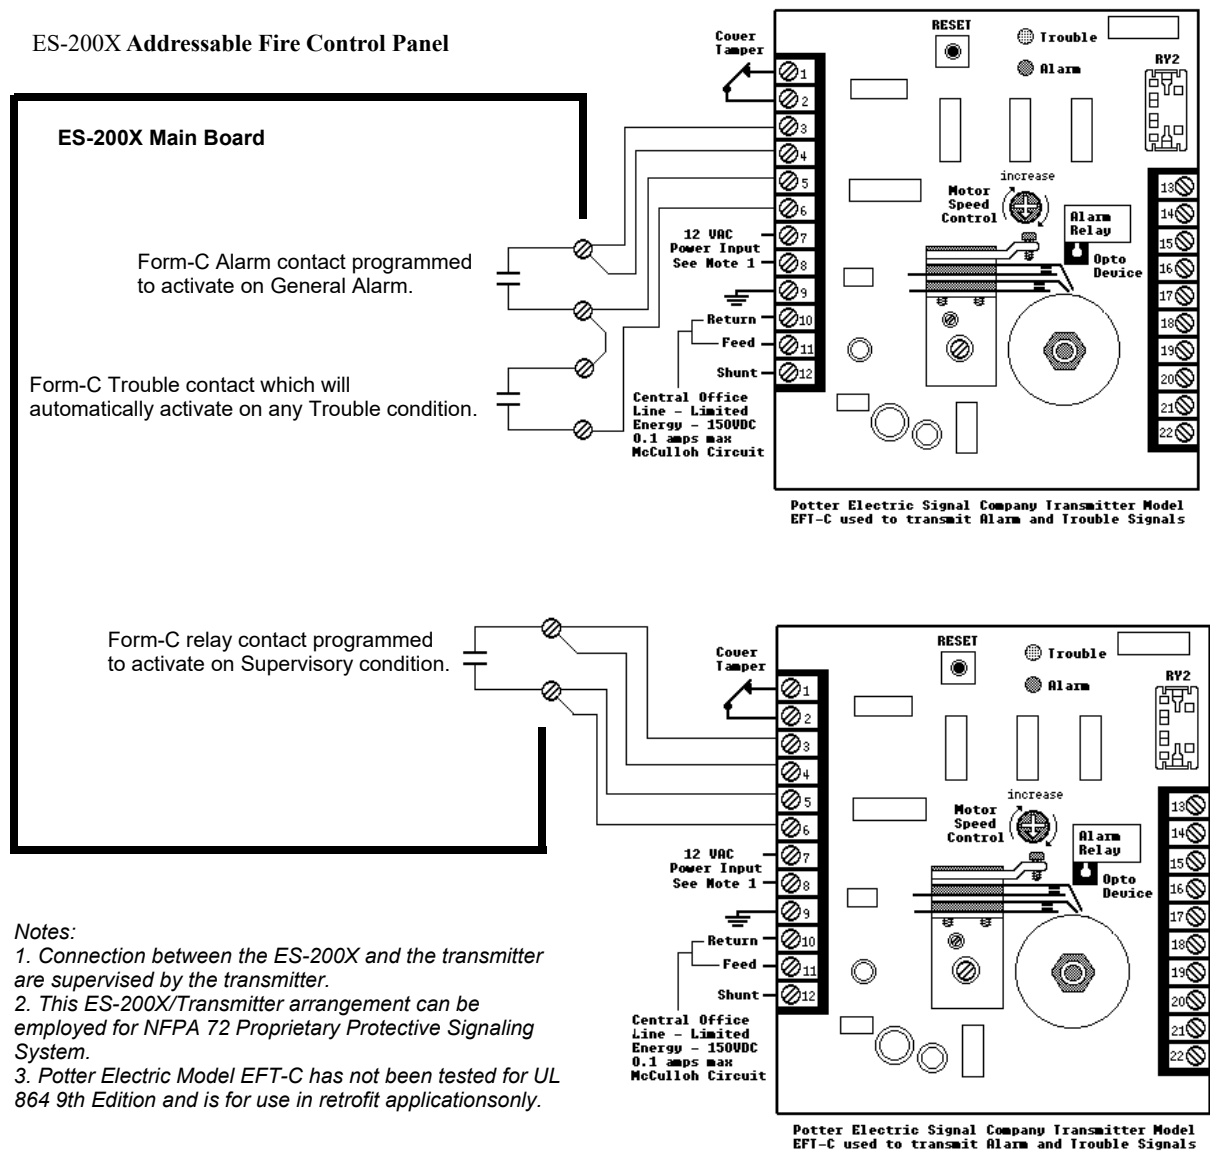 ES-200X Addressable Fire Control Panel
ES-200X Main Board
Form-C Alarm contact programmed
to activate on General Alarm.
Form-C Trouble contact which will
automatically activate on any Trouble condition.
Cover
Tamper
1
2
3
4
5
6
12 VAC
Power Input
See Note 1
7
8
9
Return
10
Feed
11
Shunt
12
Central Office
Line - Limited
Energy - 150VDC
0.1 amps max
McCulloh Circuit
RESET
Trouble
Alarm
RY2
increase
Motor
Speed
Control
Alarm
Relay
Opto
Device
13
14
15
16
17
18
19
20
21
22
Potter Electric Signal Company Transmitter Model
EFT-C used to transmit Alarm and Trouble Signals
Form-C relay contact programmed
to activate on Supervisory condition.
Cover
Tamper
1
2
3
4
5
6
12 VAC
Power Input
See Note 1
7
8
9
Return
10
Feed
11
Shunt
12
Central Office
Line - Limited
Energy - 150VDC
0.1 amps max
McCulloh Circuit
RESET
Trouble
Alarm
RY2
increase
Motor
Speed
Control
Alarm
Relay
Opto
Device
13
14
15
16
17
18
19
20
21
22
Potter Electric Signal Company Transmitter Model
EFT-C used to transmit Alarm and Trouble Signals
Notes:
1. Connection between the ES-200X and the transmitter
are supervised by the transmitter.
2. This ES-200X/Transmitter arrangement can be
employed for NFPA 72 Proprietary Protective Signaling
System.
3. Potter Electric Model EFT-C has not been tested for UL
864 9th Edition and is for use in retrofit applicationsonly.